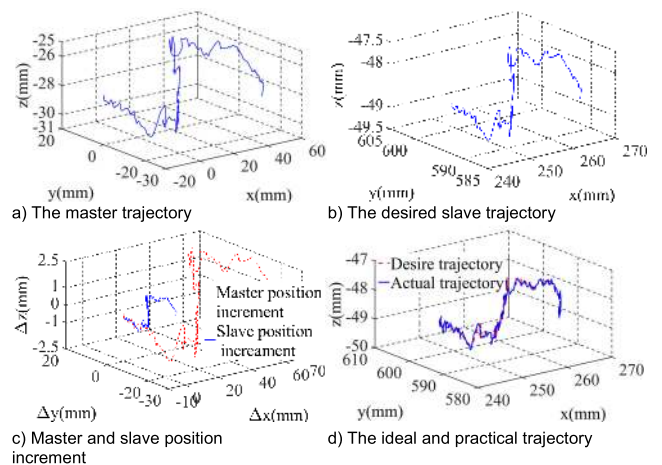 -25
-26
-28
-30
-31
20
0
-20
-30
-20
0
20
40
60
z(mm)
y(mm)
x(mm)
a) The master trajectory
-47.5
-48
-49
-49.5
605
600
590
585
240
250
260
270
z(mm)
y(mm)
x(mm)
b) The desired slave trajectory
2.5
1
0
-1
-2.5
20
0
-20
-30
-10
0
20
40
60
70
Δz(mm)
Δy(mm)
Δx(mm)
Master position
increment
Slave position
increament
c) Master and slave position
increment
-47
-48
-49
-50
610
600
590
580
240
250
260
270
z(mm)
y(mm)
x(mm)
Desire trajectory
Actual trajectory
d) The ideal and practical trajectory